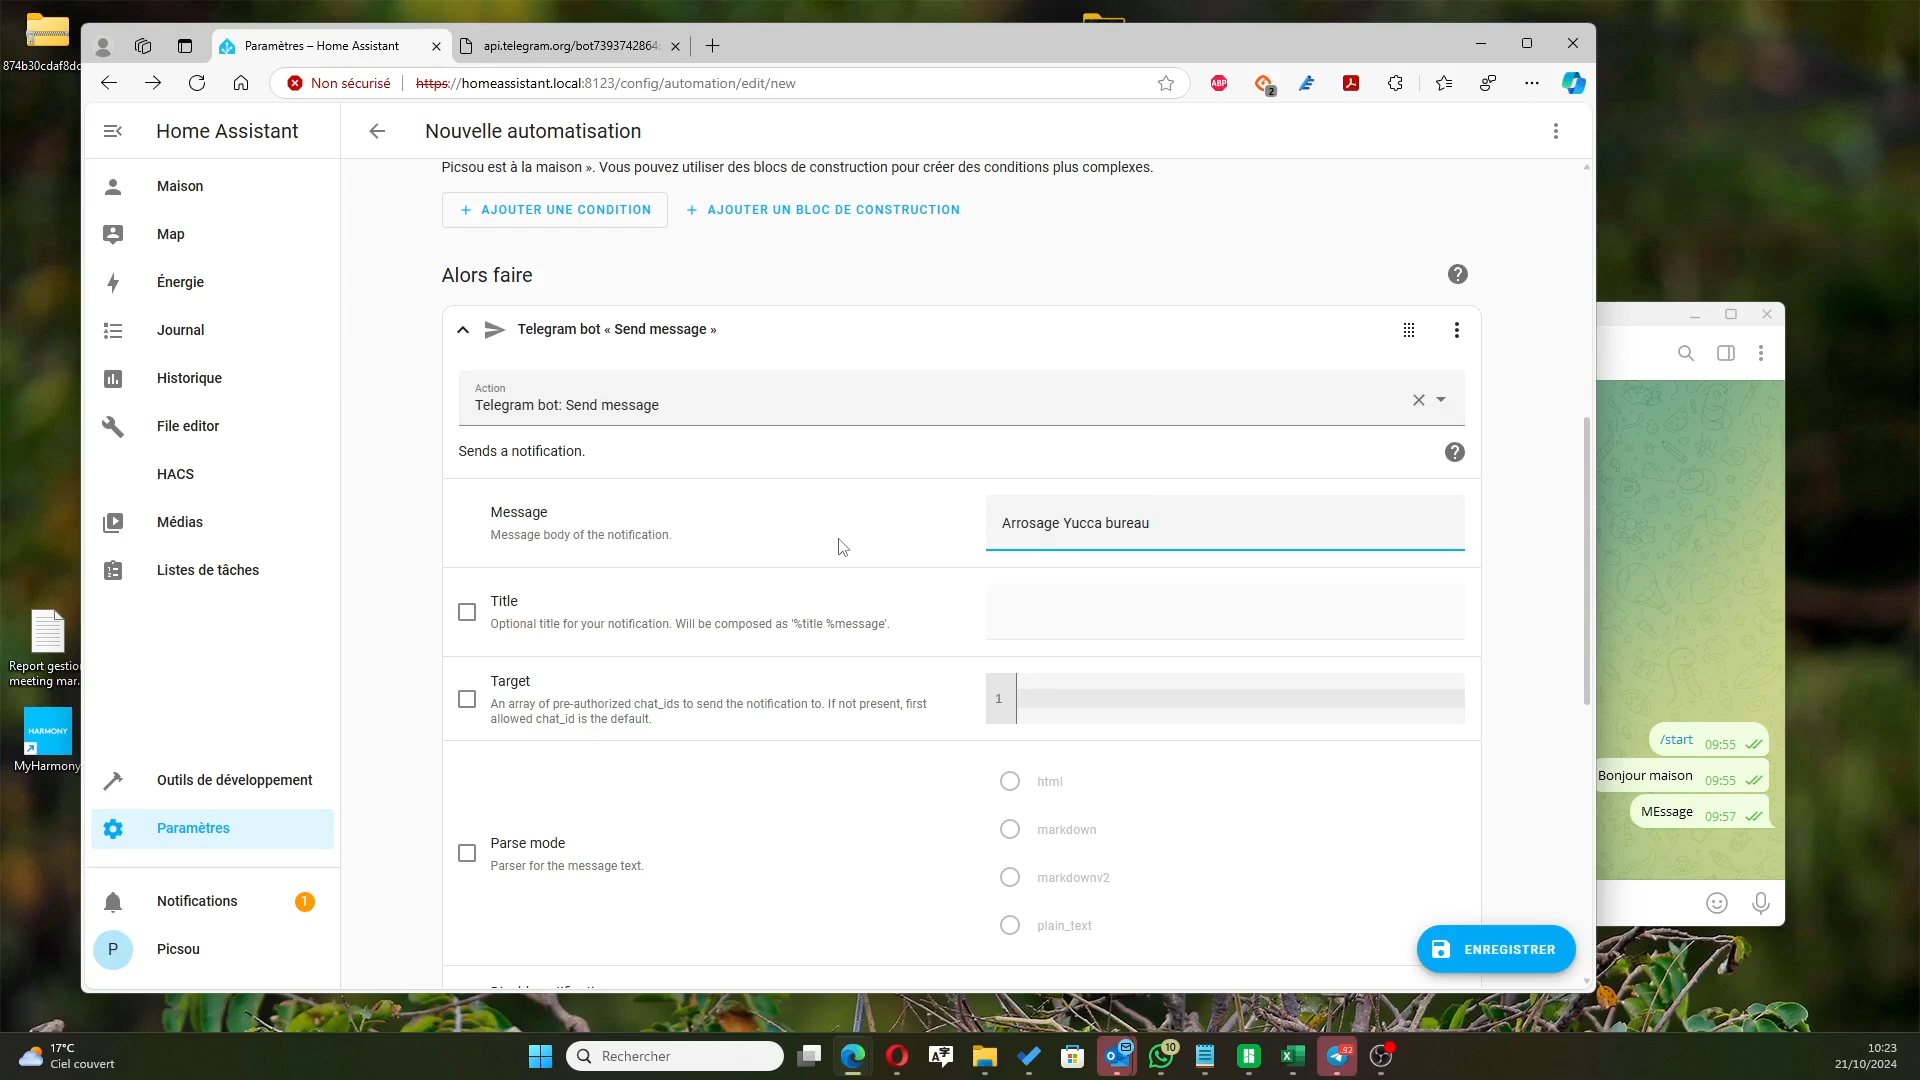 874b30cdaf8dc
Paramètres – Home Assistant
api.telegram.org/bot7393742864:
Non sécurisé
https://homeassistant.local:8123/config/automation/edit/new
ABP
2
Home Assistant
Nouvelle automatisation
Maison
Map
Énergie
Journal
Historique
File editor
HACS
Médias
Listes de tâches
Outils de développement
Paramètres
Notifications
1
P
Picsou
Picsou est à la maison ». Vous pouvez utiliser des blocs de construction pour créer des conditions plus complexes.
+ AJOUTER UNE CONDITION
+ AJOUTER UN BLOC DE CONSTRUCTION
Alors faire
Telegram bot « Send message »
Action
Telegram bot: Send message
Sends a notification.
Message
Message body of the notification.
Arrosage Yucca bureau
Title
Optional title for your notification. Will be composed as '%title %message'.
Target
An array of pre-authorized chat_ids to send the notification to. If not present, first
allowed chat_id is the default.
1
Parse mode
Parser for the message text.
html
markdown
markdownv2
plain_text
ENREGISTRER
/start 09:55
Bonjour maison 09:55
MEssage 09:57
Report gestio
meeting mar...
HARMONY
MyHarmony
17°C
Ciel couvert
Rechercher
10
92
10:23
21/10/2024